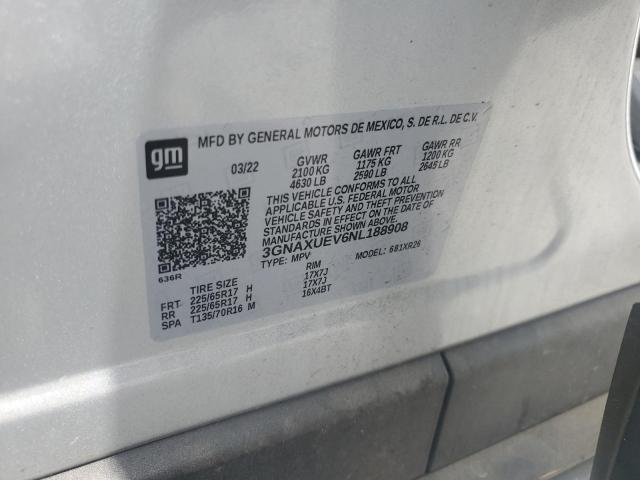 gm
MFD BY GENERAL MOTORS DE MEXICO, S. DE R.L. DE C.V.
03/22 GVWR GAWR FRT GAWR RR
2100 KG 1175 KG 1200 KG
4630 LB 2590 LB 2645 LB
THIS VEHICLE CONFORMS TO ALL
APPLICABLE U.S. FEDERAL MOTOR
VEHICLE SAFETY AND THEFT PREVENTION
STANDARDS IN EFFECT ON THE DATE OF
MANUFACTURE SHOWN ABOVE.
3GNAXUEV6NL188908
TYPE: MPV MODEL: 681XR26
636R
TIRE SIZE RIM
FRT 225/65R17 H 17X7J
RR 225/65R17 H 17X7J
SPA T135/70R16 M 16X4BT